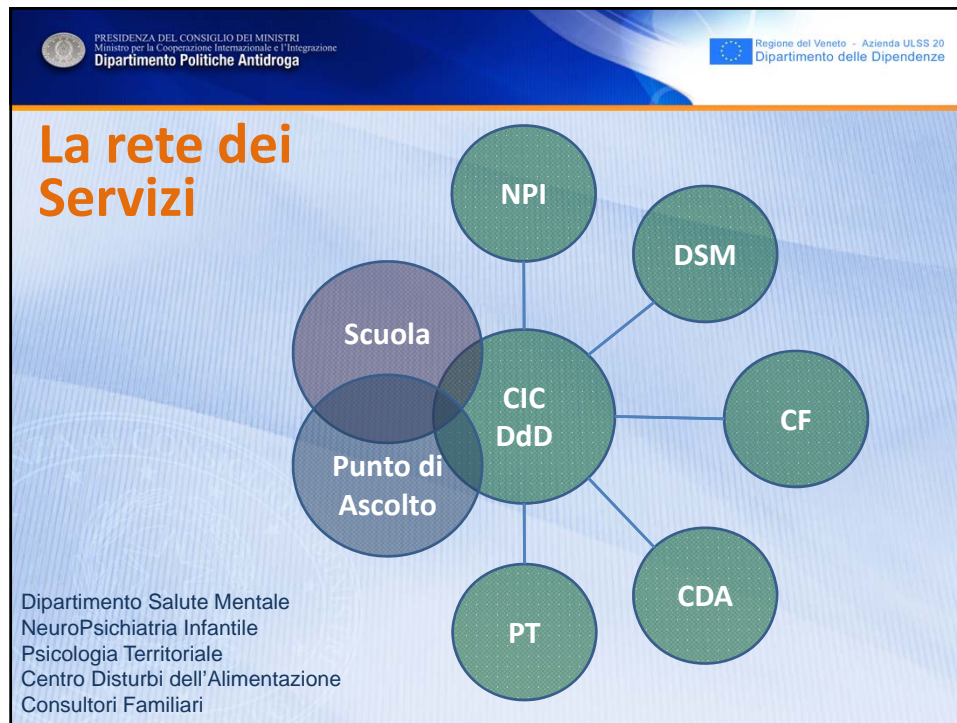 PRESIDENZA DEL CONSIGLIO DEI MINISTRI
Ministro per la Cooperazione Internazionale e l'Integrazione
Dipartimento Politiche Antidroga
Regione del Veneto - Azienda ULSS 20
Dipartimento delle Dipendenze
La rete dei
Servizi
NPI
DSM
Scuola
CIC
DdD
CF
Punto di
Ascolto
CDA
PT
Dipartimento Salute Mentale
NeuroPsichiatria Infantile
Psicologia Territoriale
Centro Disturbi dell'Alimentazione
Consultori Familiari